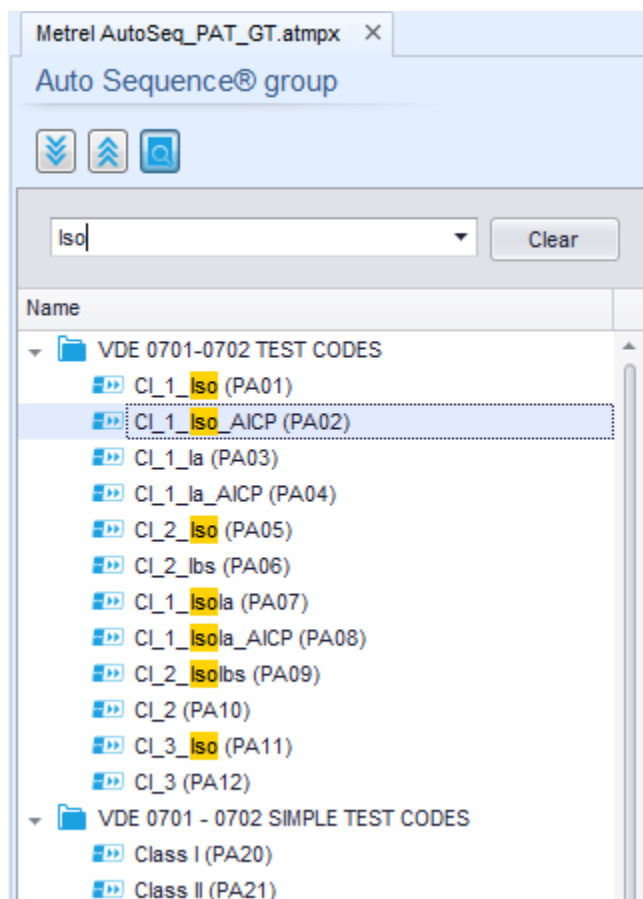 Metrel AutoSeq_PAT_GT.atmpx
Auto Sequence® group
Iso
Clear
Name
VDE 0701-0702 TEST CODES
Cl_1_Iso (PA01)
Cl_1_Iso_AICP (PA02)
Cl_1_Ia (PA03)
Cl_1_Ia_AICP (PA04)
Cl_2_Iso (PA05)
Cl_2_Ibs (PA06)
Cl_1_IsoIa (PA07)
Cl_1_IsoIa_AICP (PA08)
Cl_2_IsoIbs (PA09)
Cl_2 (PA10)
Cl_3_Iso (PA11)
Cl_3 (PA12)
VDE 0701 - 0702 SIMPLE TEST CODES
Class I (PA20)
Class II (PA21)